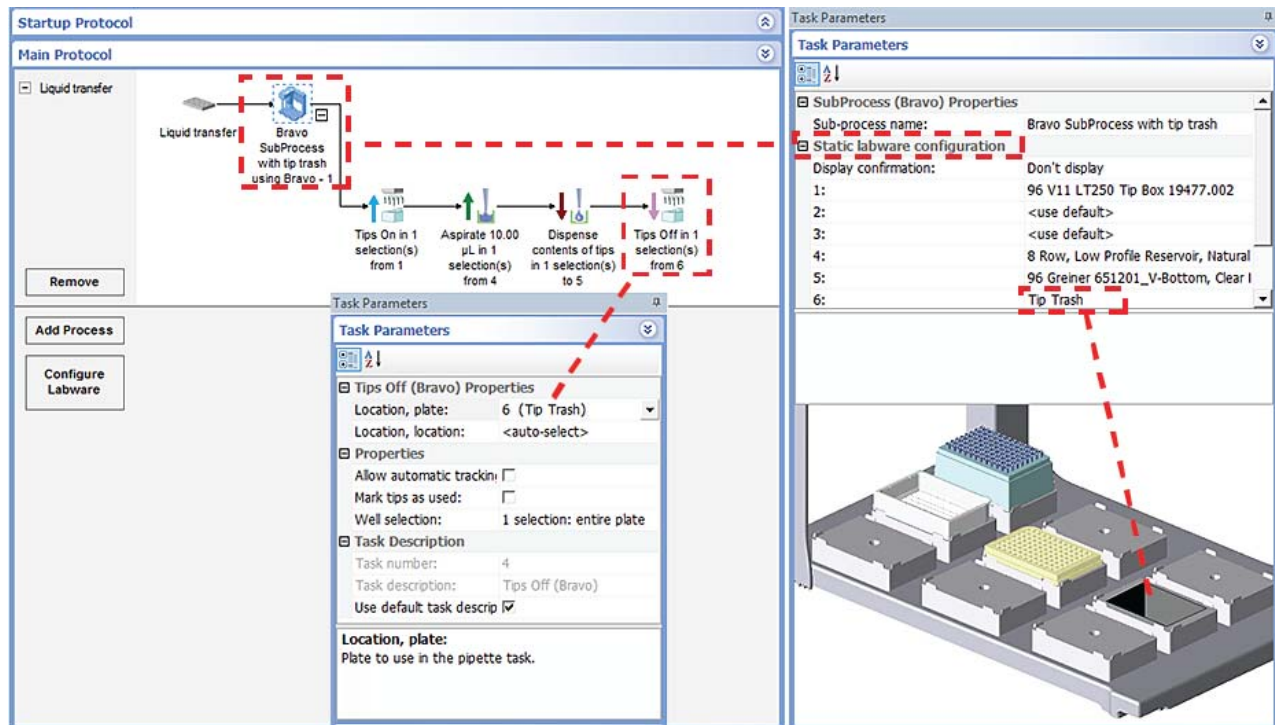 Startup Protocol
Main Protocol
Liquid transfer
Liquid transfer
Bravo
SubProcess
with tip trash
using Bravo - 1
Tips On in 1
selection(s)
from 1
Aspirate 10.00
µL in 1
selection(s)
from 4
Dispense
contents of tips
in 1 selection(s)
to 5
Tips Off in 1
selection(s)
from 6
Remove
Add Process
Configure
Labware
Task Parameters
Task Parameters
Tips Off (Bravo) Properties
Location, plate: 6 (Tip Trash)
Location, location: <auto-select>
Properties
Allow automatic trackin
Mark tips as used:
Well selection: 1 selection: entire plate
Task Description
Task number: 4
Task description: Tips Off (Bravo)
Use default task descrip
Location, plate:
Plate to use in the pipette task.
Task Parameters
Task Parameters
SubProcess (Bravo) Properties
Sub-process name: Bravo SubProcess with tip trash
Static labware configuration
Display confirmation: Don't display
1: 96 V11 LT250 Tip Box 19477.002
2: <use default>
3: <use default>
4: 8 Row, Low Profile Reservoir, Natural
5: 96 Greiner 651201_V-Bottom, Clear
6: Tip Trash